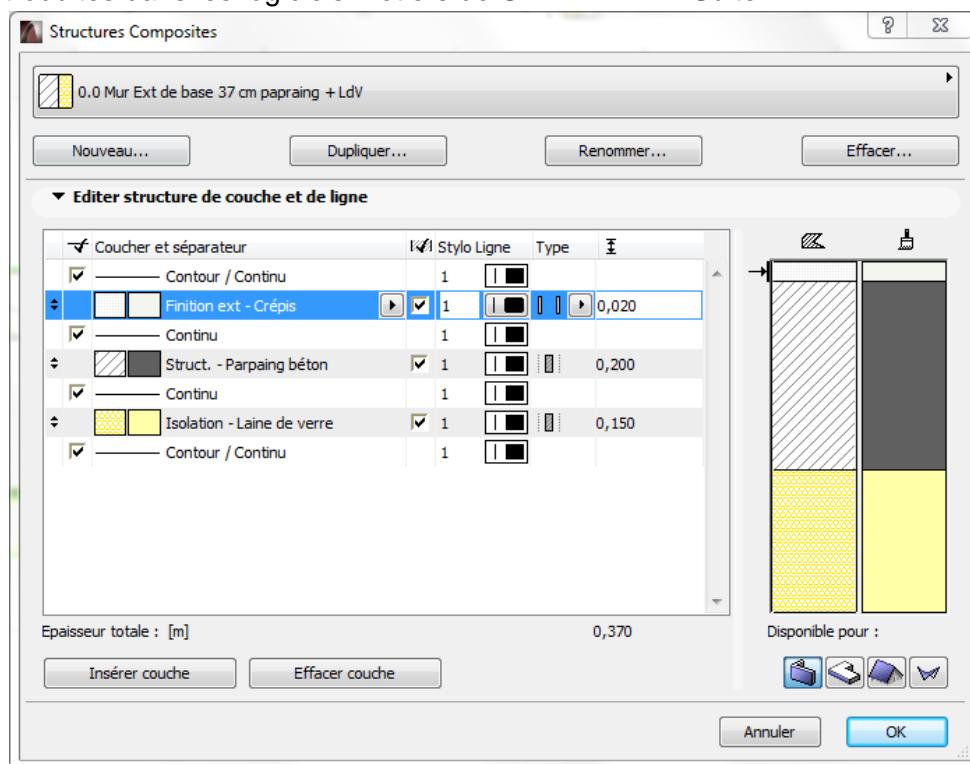 Structures Composites
0.0 Mur Ext de base 37 cm papraing + LdV
Nouveau... Dupliquer... Renommer... Effacer...
Editer structure de couche et de ligne
Coucher et séparateur Stylo Ligne Type
Contour / Continu 1
Finition ext - Crépis 1 0,020
Continu 1
Struct. - Parpaing béton 1 0,200
Continu 1
Isolation - Laine de verre 1 0,150
Contour / Continu 1
Epaisseur totale : [m] 0,370
Disponible pour :
Insérer couche Effacer couche
Annuler OK